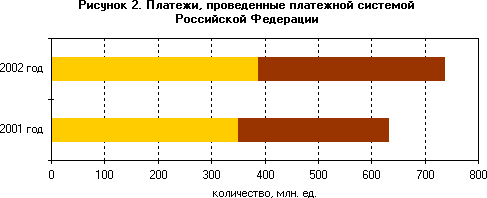 Рисунок 2. Платежи, проведенные платежной системой
Российской Федерации
2002 год
2001 год
0 100 200 300 400 500 600 700 800
количество, млн. ед.